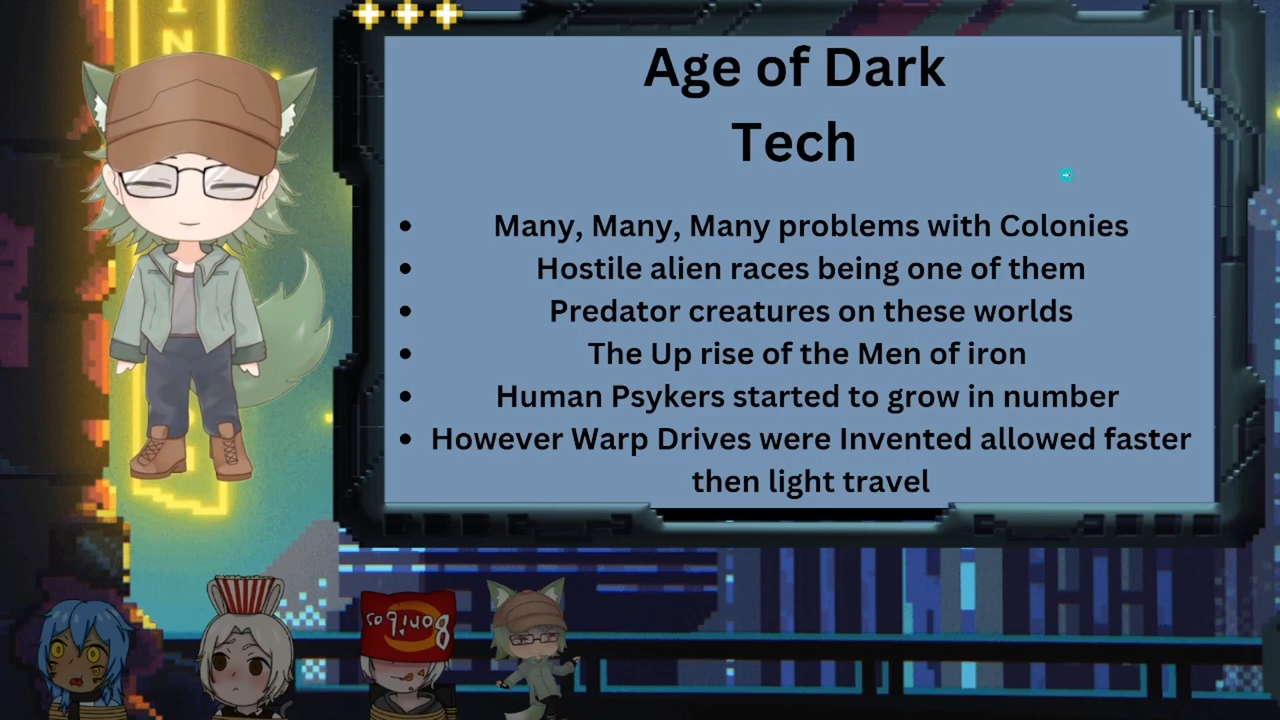 I
N
Age of Dark
Tech
Many, Many, Many problems with Colonies
Hostile alien races being one of them
Predator creatures on these worlds
The Up rise of the Men of iron
Human Psykers started to grow in number
However Warp Drives were Invented allowed faster
then light travel